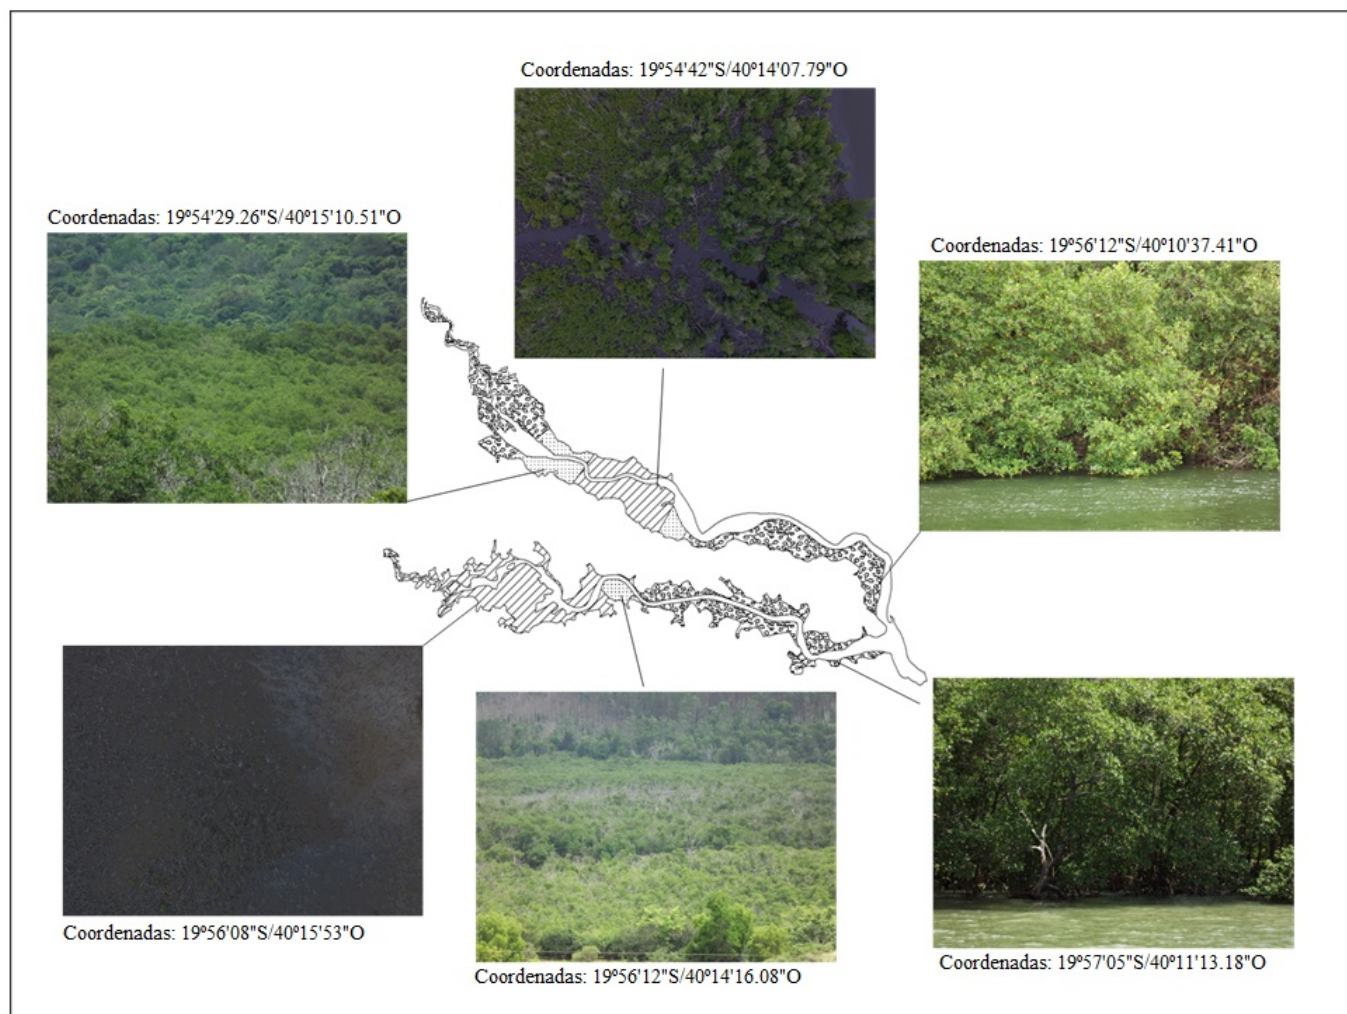 Coordenadas: 19º54'42"S/40º14'07.79"O
Coordenadas: 19º54'29.26"S/40º15'10.51"O
Coordenadas: 19º56'12"S/40º10'37.41"O
Coordenadas: 19º56'08"S/40º15'53"O
Coordenadas: 19º56'12"S/40º14'16.08"O
Coordenadas: 19º57'05"S/40º11'13.18"O